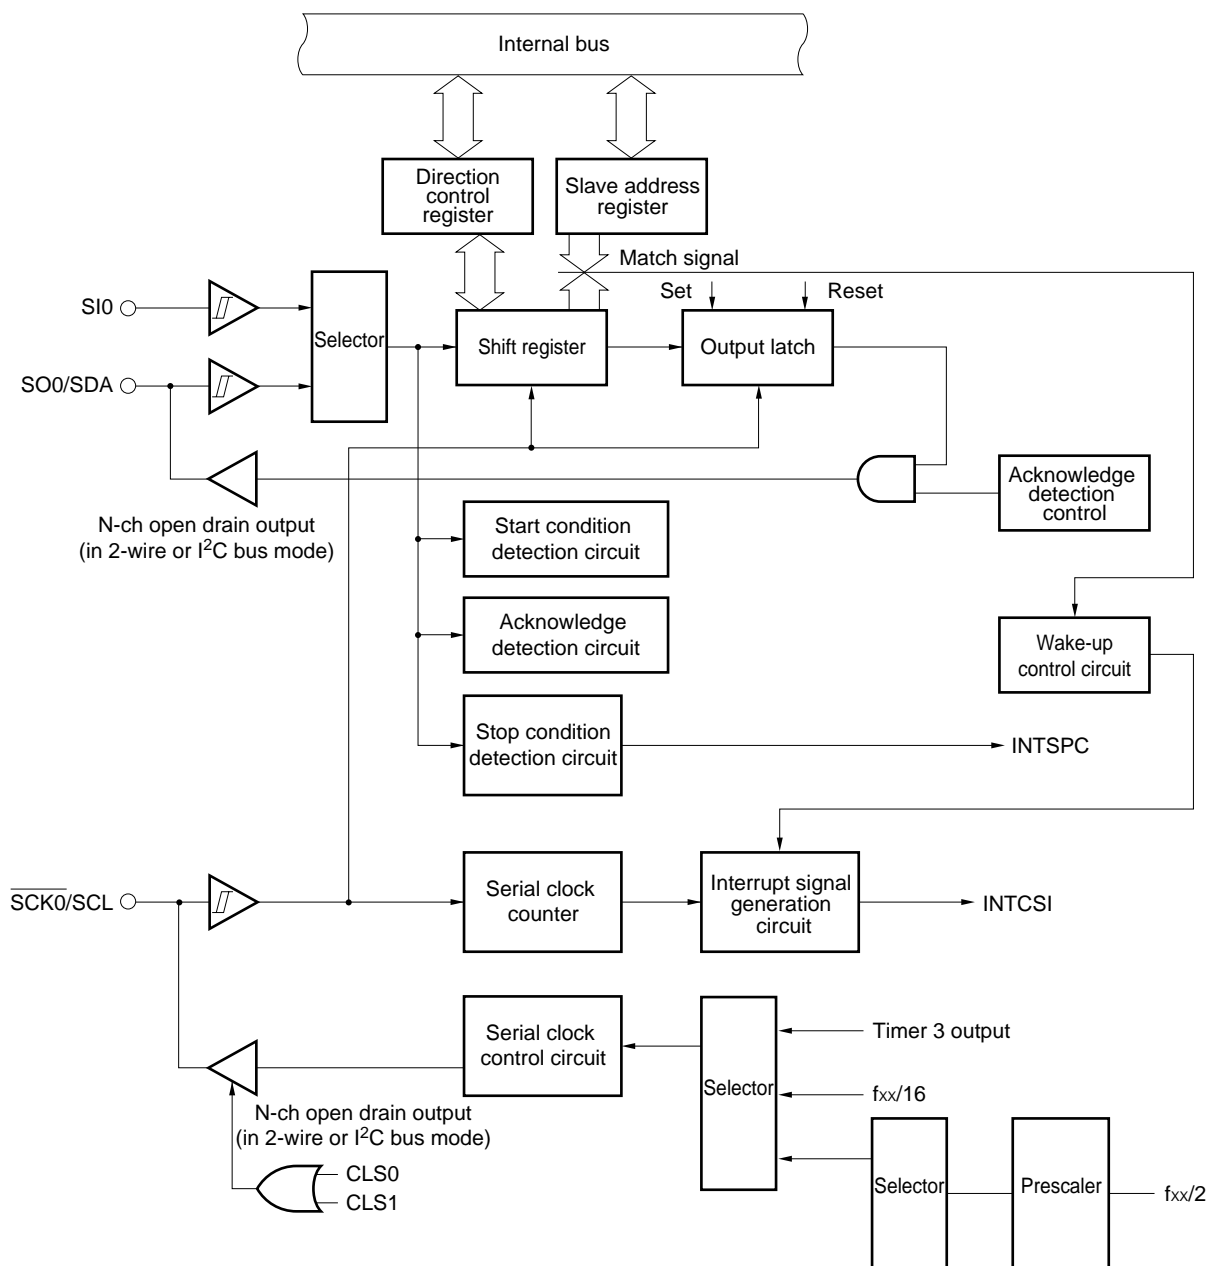 Internal bus
Direction
control
register
Slave address
register
Match signal
Set
Reset
SI0
Selector
Shift register
Output latch
SO0/SDA
Acknowledge
detection
control
N-ch open drain output
(in 2-wire or I²C bus mode)
Start condition
detection circuit
Acknowledge
detection circuit
Wake-up
control circuit
Stop condition
detection circuit
INTSPC
S̅C̅K̅0̅/SCL
Serial clock
counter
Interrupt signal
generation
circuit
INTCSI
Serial clock
control circuit
Selector
Timer 3 output
fxx/16
N-ch open drain output
(in 2-wire or I²C bus mode)
CLS0
CLS1
Selector
Prescaler
fxx/2